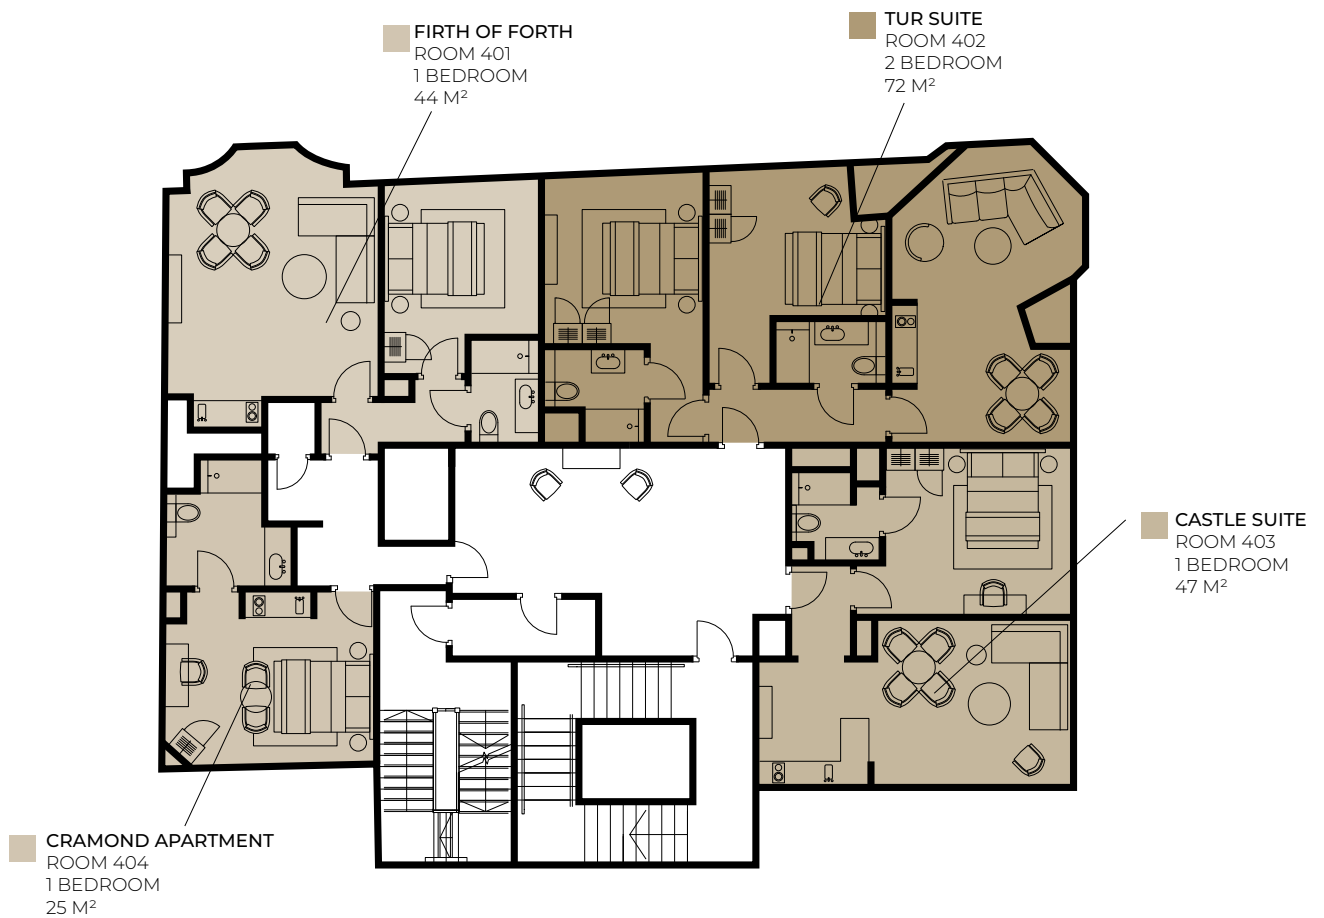 FIRTH OF FORTH
ROOM 401
1 BEDROOM
44 M²
TUR SUITE
ROOM 402
2 BEDROOM
72 M²
CASTLE SUITE
ROOM 403
1 BEDROOM
47 M²
CRAMOND APARTMENT
ROOM 404
1 BEDROOM
25 M²